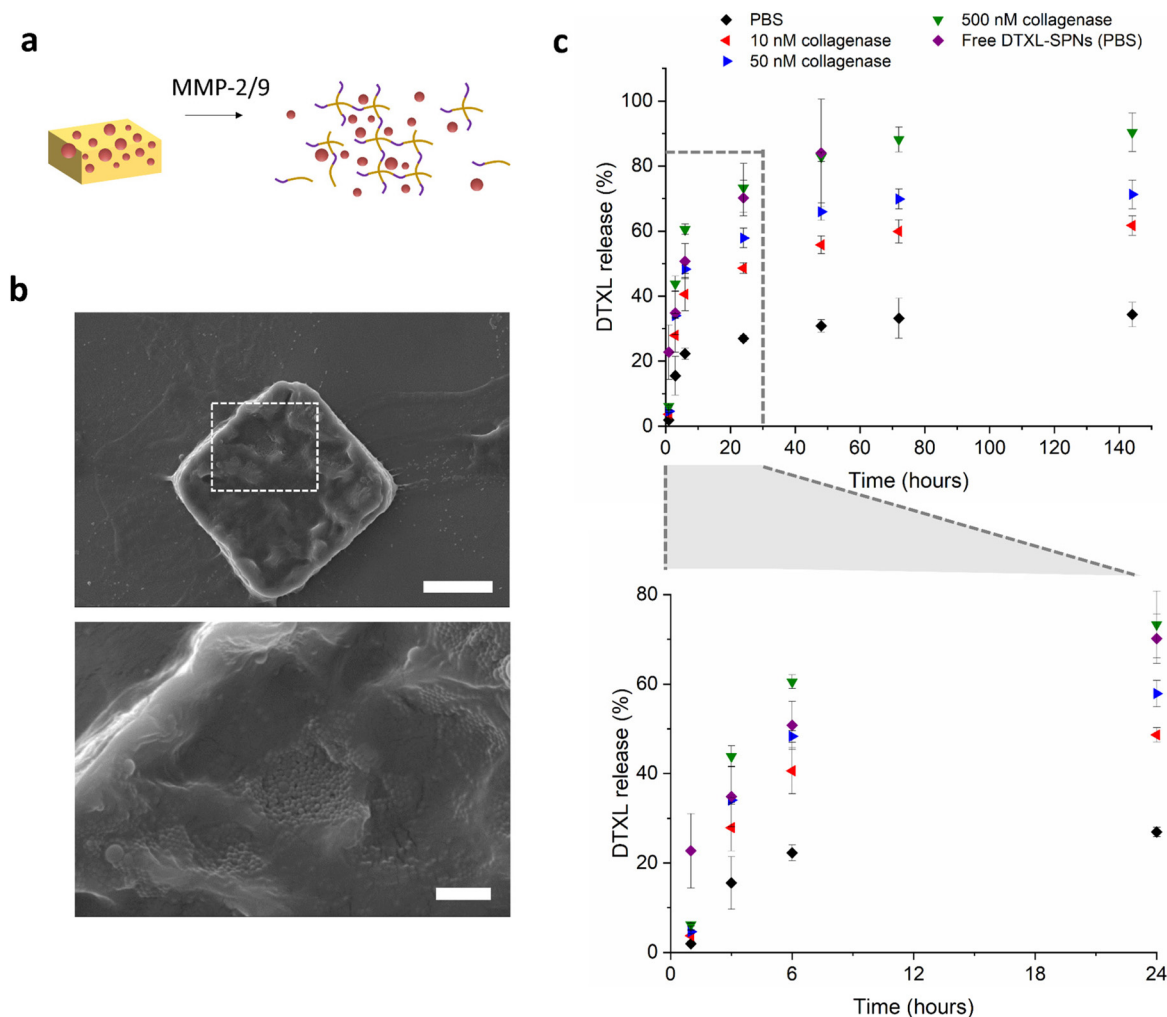 a
MMP-2/9
b
c
PBS
10 nM collagenase
50 nM collagenase
500 nM collagenase
Free DTXL-SPNs (PBS)
DTXL release (%)
100
80
60
40
20
0
0 20 40 60 80 100 120 140
Time (hours)
DTXL release (%)
80
60
40
20
0
0 6 12 18 24
Time (hours)